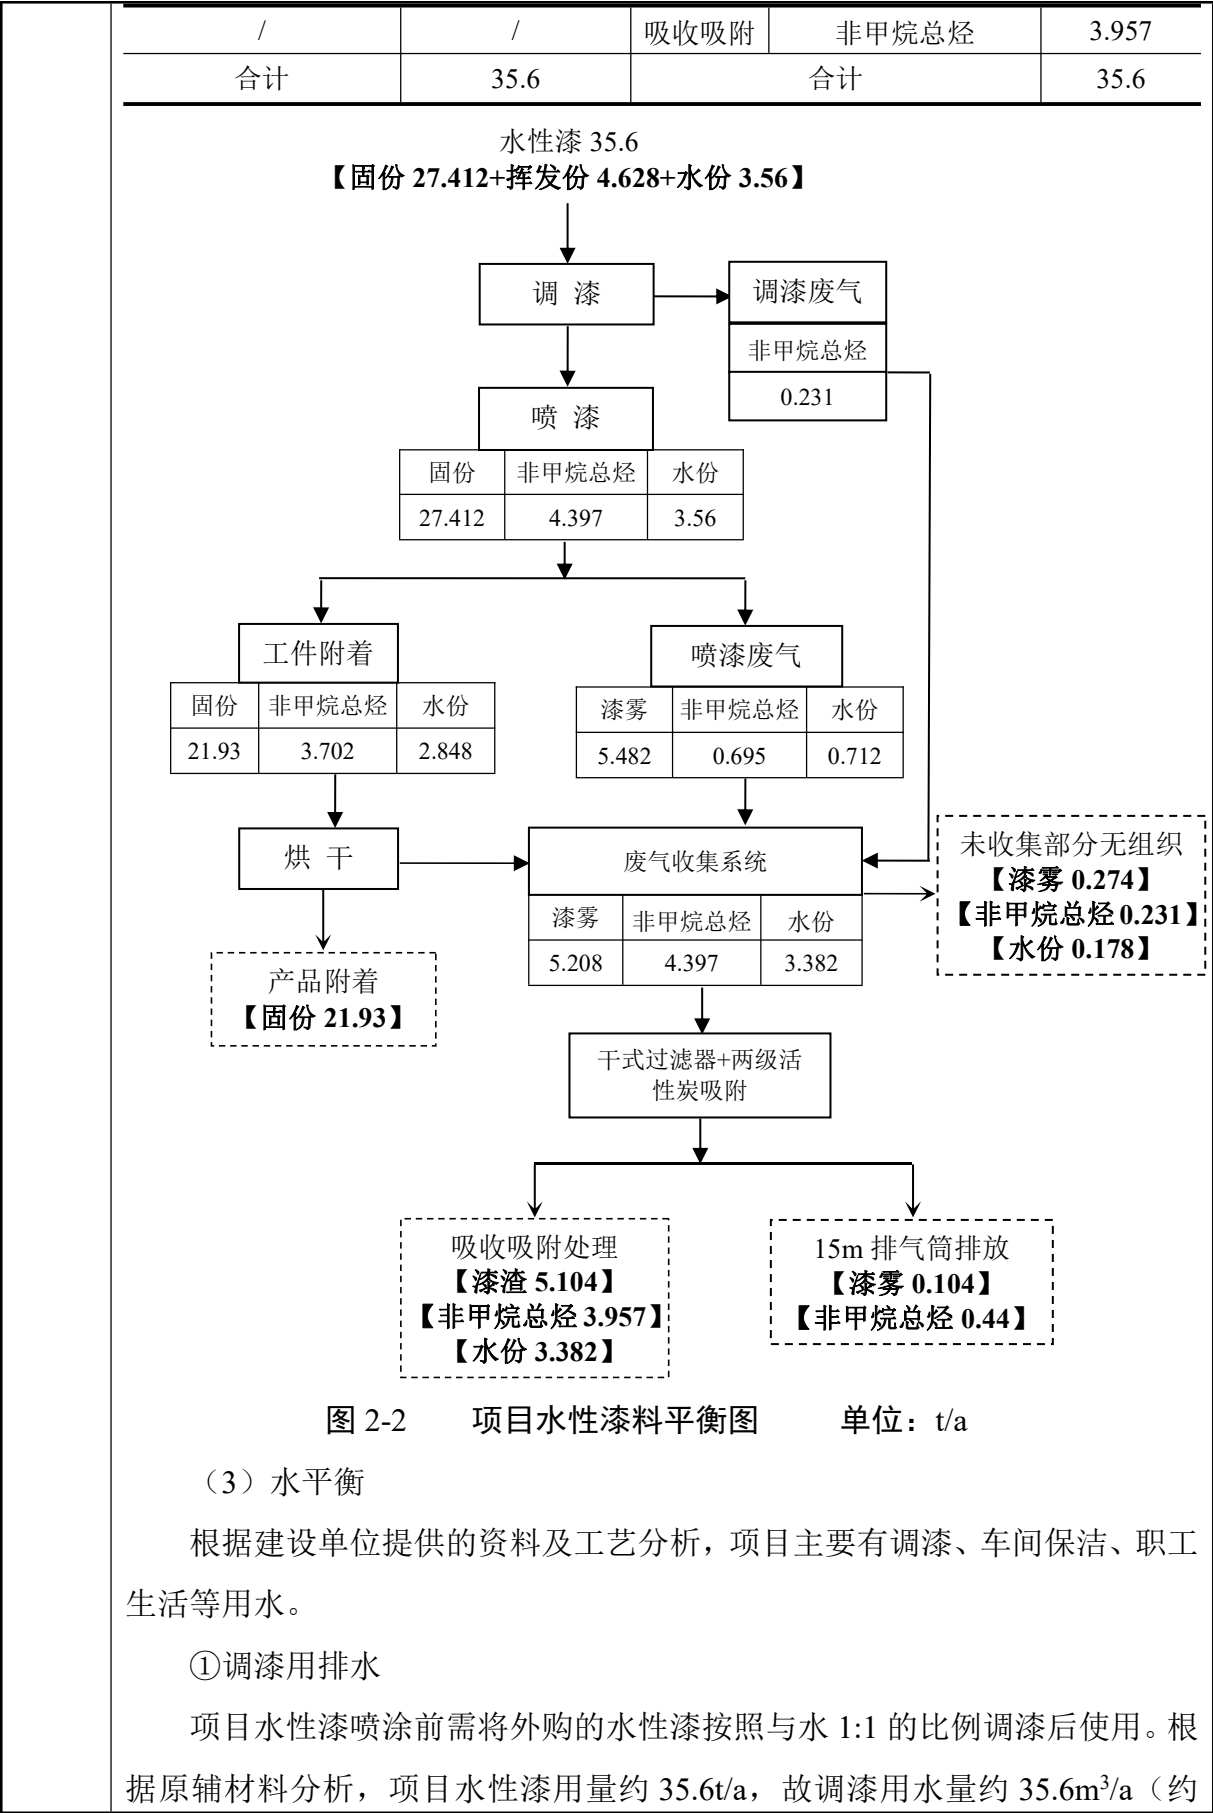 / / 吸收吸附 非甲烷总烃 3.957
合计 35.6 合计 35.6
水性漆 35.6
【固份 27.412+挥发份 4.628+水份 3.56】
调 漆
调漆废气
非甲烷总烃
0.231
喷 漆
固份 非甲烷总烃 水份
27.412 4.397 3.56
工件附着
固份 非甲烷总烃 水份
21.93 3.702 2.848
喷漆废气
漆雾 非甲烷总烃 水份
5.482 0.695 0.712
烘 干
废气收集系统
漆雾 非甲烷总烃 水份
5.208 4.397 3.382
未收集部分无组织
【漆雾 0.274】
【非甲烷总烃 0.231】
【水份 0.178】
产品附着
【固份 21.93】
干式过滤器+两级活
性炭吸附
吸收吸附处理
【漆渣 5.104】
【非甲烷总烃 3.957】
【水份 3.382】
15m 排气筒排放
【漆雾 0.104】
【非甲烷总烃 0.44】
图 2-2 项目水性漆料平衡图 单位：t/a
（3）水平衡
根据建设单位提供的资料及工艺分析，项目主要有调漆、车间保洁、职工
生活等用水。
①调漆用排水
项目水性漆喷涂前需将外购的水性漆按照与水 1:1 的比例调漆后使用。根
据原辅材料分析，项目水性漆用量约 35.6t/a，故调漆用水量约 35.6m³/a（约